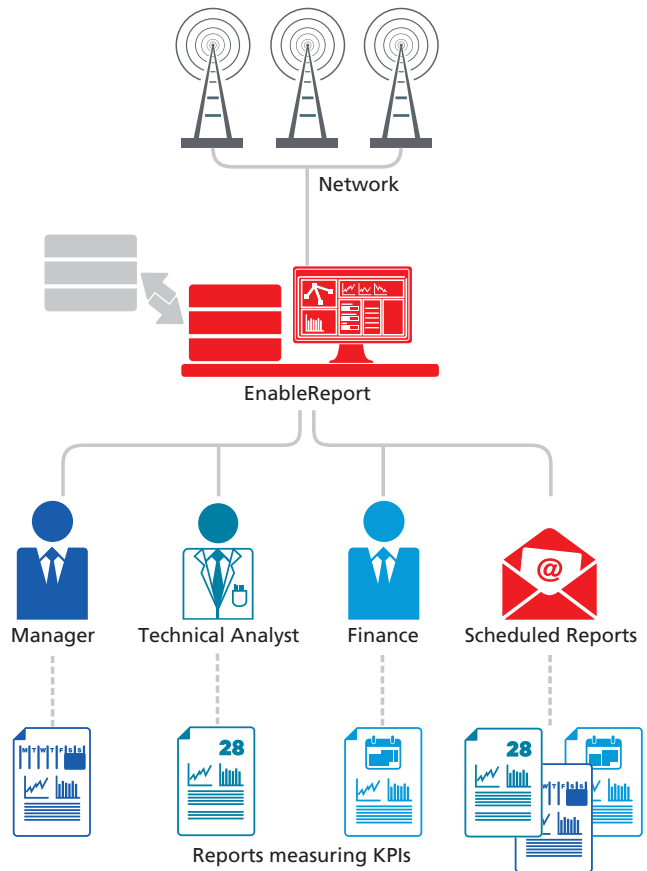 Network
EnableReport
Manager
Technical Analyst
Finance
@
Scheduled Reports
M T W T F S S
28
28
W T F S S
Reports measuring KPIs